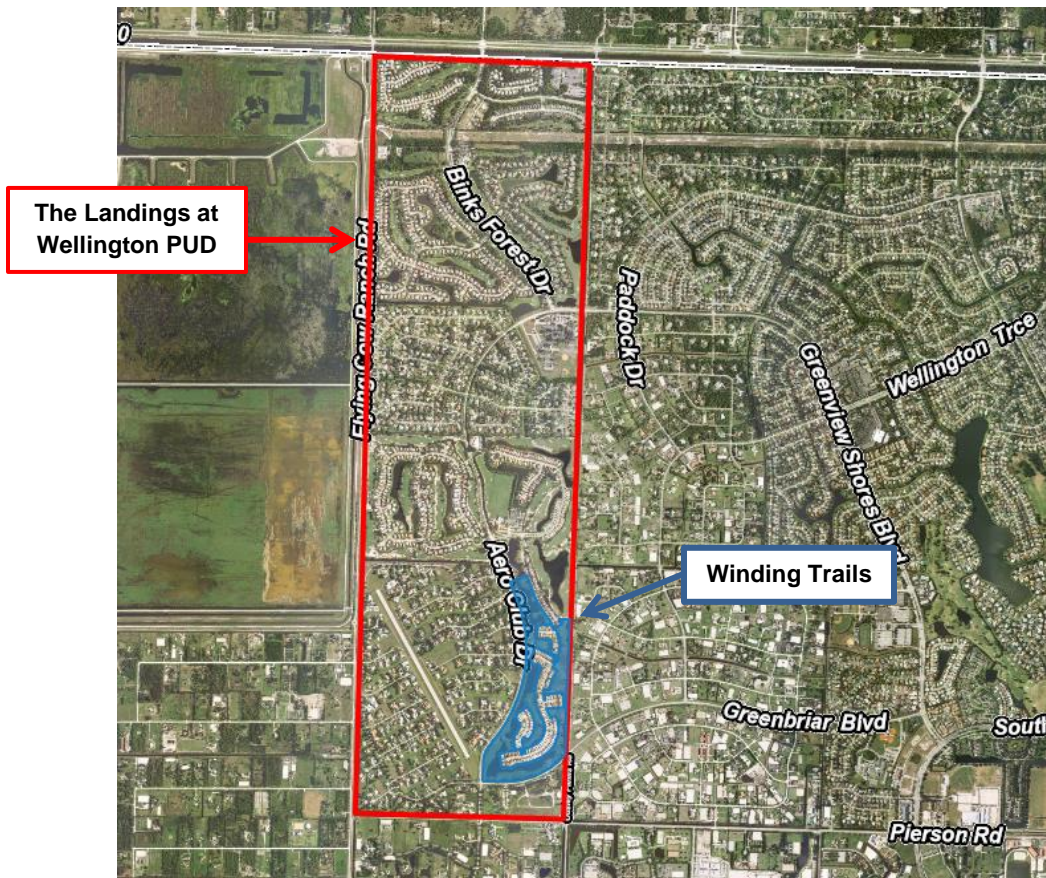 0
The Landings at
Wellington PUD
Binks Forest Dr
Flying Cow Ranch Rd
Paddock Dr
Wellington Trce
Greenview Shores Blvd
Aero Club Dr
Winding Trails
Greenbriar Blvd
South
Pierson Rd